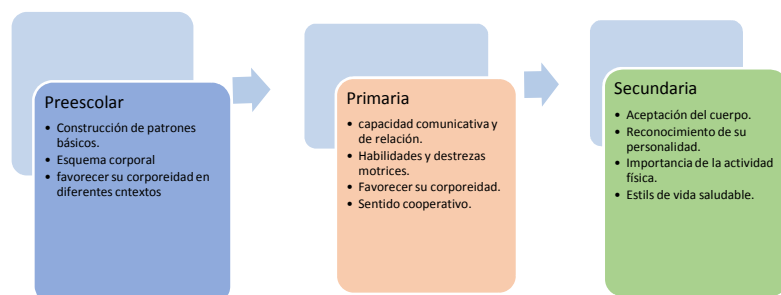 Preescolar
• Construcción de patrones
básicos.
• Esquema corporal
• favorecer su corporeidad en
diferentes cntextos
Primaria
• capacidad comunicativa y
de relación.
• Habilidades y destrezas
motrices.
• Favorecer su corporeidad.
• Sentido cooperativo.
Secundaria
• Aceptación del cuerpo.
• Reconocimiento de su
personalidad.
• Importancia de la actividad
física.
• Estils de vida saludable.